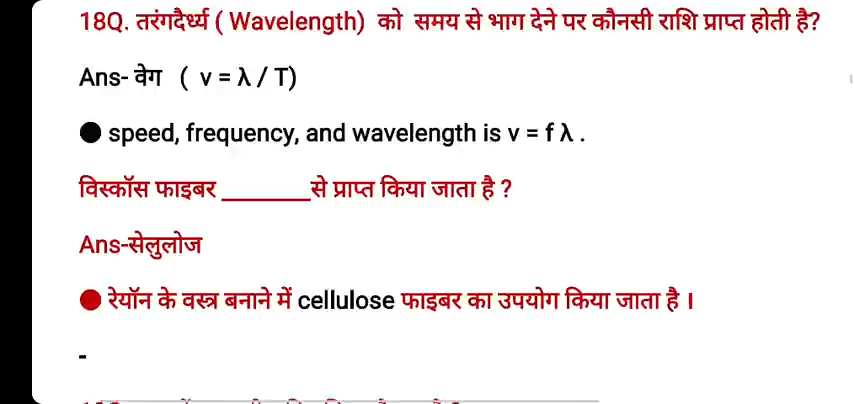 18Q. तरंगदैर्ध्य ( Wavelength) को समय से भाग देने पर कौनसी राशि प्राप्त होती है?
Ans- वेग ( v = λ / T)
● speed, frequency, and wavelength is v = f λ .
विस्कॉस फाइबर ________से प्राप्त किया जाता है ?
Ans-सेलुलोज
● रेयॉन के वस्त्र बनाने में cellulose फाइबर का उपयोग किया जाता है ।
-